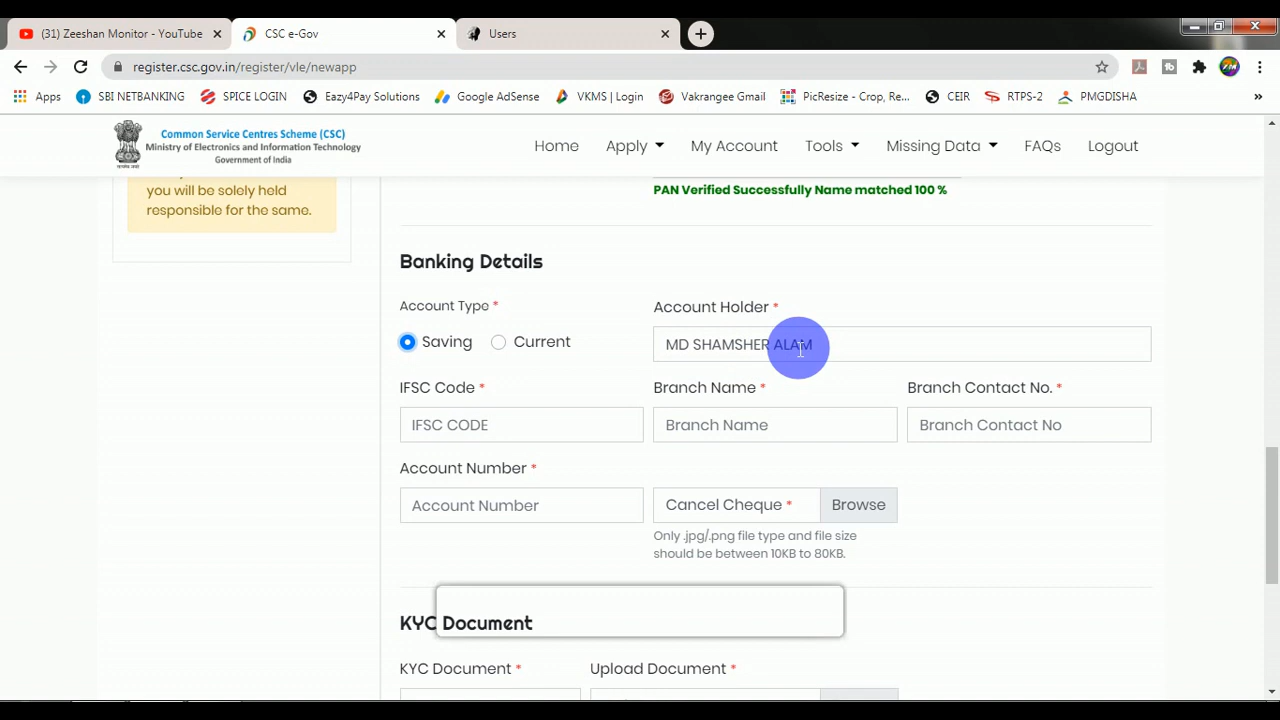 (31) Zeeshan Monitor - YouTube
CSC e-Gov
Users
register.csc.gov.in/register/vle/newapp
Apps
SBI NETBANKING
SPICE LOGIN
Eazy4Pay Solutions
Google AdSense
VKMS | Login
Vakrangee Gmail
PicResize - Crop, Re...
CEIR
RTPS-2
PMGDISHA
»
Common Service Centres Scheme (CSC)
Ministry of Electronics and Information Technology
Government of India
Home
Apply
My Account
Tools
Missing Data
FAQs
Logout
you will be solely held
responsible for the same.
PAN Verified Successfully Name matched 100 %
Banking Details
Account Type *
Account Holder *
Saving
Current
MD SHAMSHER ALAM
IFSC Code *
Branch Name *
Branch Contact No. *
IFSC CODE
Branch Name
Branch Contact No
Account Number *
Account Number
Cancel Cheque *
Browse
Only .jpg/.png file type and file size
should be between 10KB to 80KB.
KYC Document
KYC Document *
Upload Document *